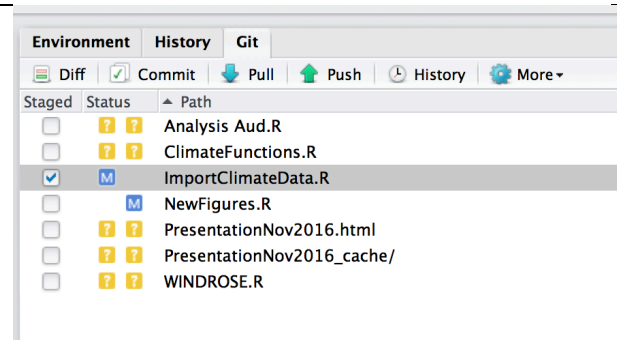 Environment History Git
Diff Commit Pull Push History More
Staged Status Path
? ? Analysis Aud.R
? ? ClimateFunctions.R
M ImportClimateData.R
M NewFigures.R
? ? PresentationNov2016.html
? ? PresentationNov2016_cache/
? ? WINDROSE.R